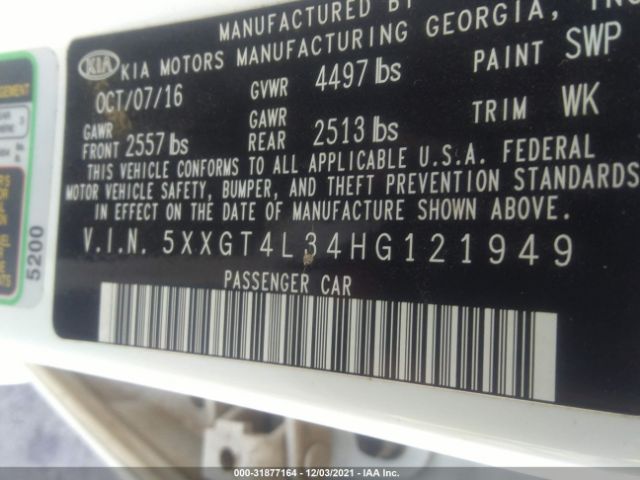 MANUFACTURED BY
KIA KIA MOTORS MANUFACTURING GEORGIA, INC
OCT/07/16 GVWR 4497 lbs PAINT SWP
GAWR FRONT 2557 lbs GAWR REAR 2513 lbs TRIM WK
THIS VEHICLE CONFORMS TO ALL APPLICABLE U.S.A. FEDERAL
MOTOR VEHICLE SAFETY, BUMPER, AND THEFT PREVENTION STANDARDS
IN EFFECT ON THE DATE OF MANUFACTURE SHOWN ABOVE.
V.I.N. 5XXGT4L34HG121949
PASSENGER CAR
5200
000-31877164 - 12/03/2021 - IAA Inc.